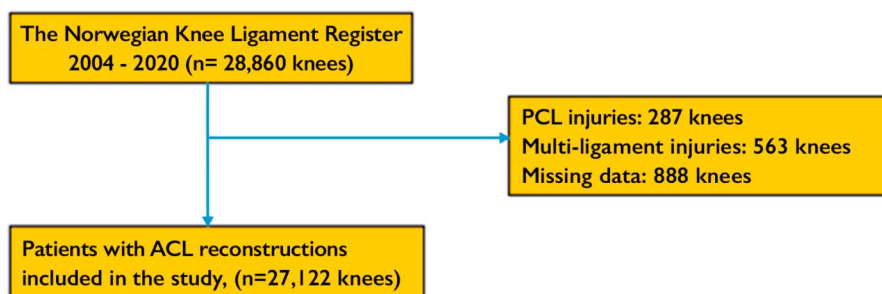 The Norwegian Knee Ligament Register
2004 - 2020 (n= 28,860 knees)
PCL injuries: 287 knees
Multi-ligament injuries: 563 knees
Missing data: 888 knees
Patients with ACL reconstructions
included in the study, (n=27,122 knees)